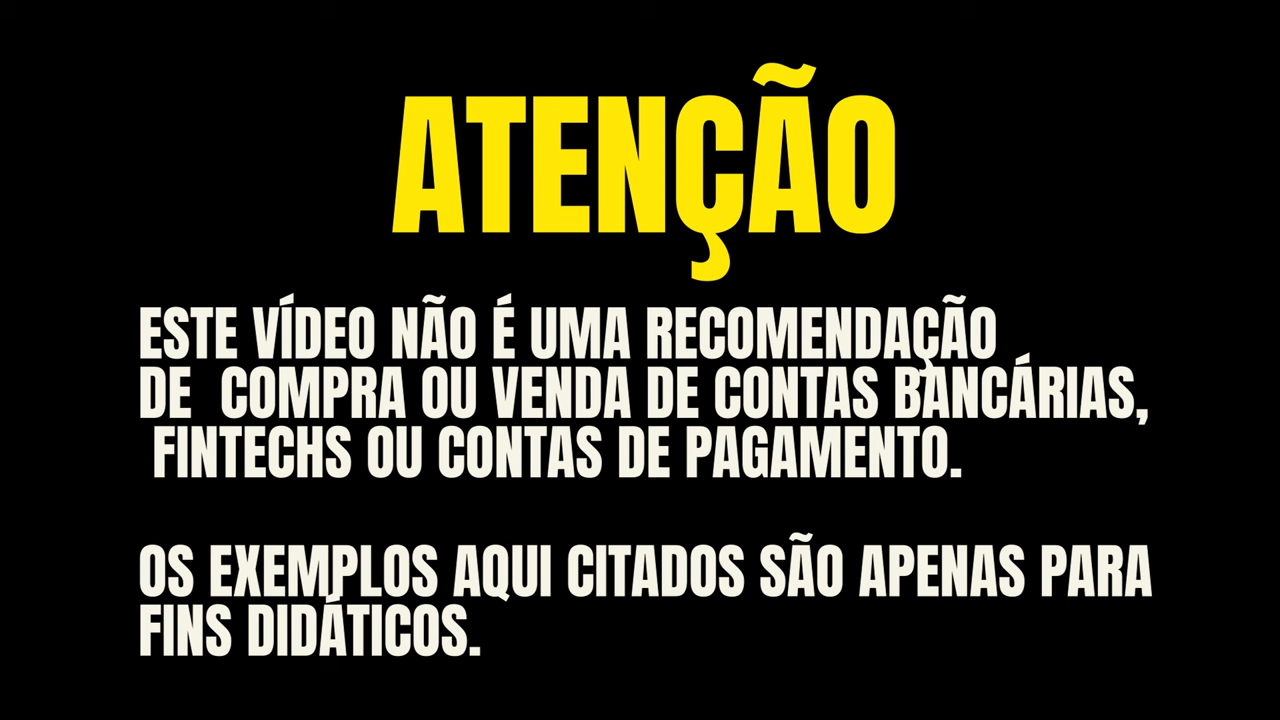 ATENÇÃO
ESTE VÍDEO NÃO É UMA RECOMENDAÇÃO
DE COMPRA OU VENDA DE CONTAS BANCÁRIAS,
FINTECHS OU CONTAS DE PAGAMENTO.
OS EXEMPLOS AQUI CITADOS SÃO APENAS PARA
FINS DIDÁTICOS.